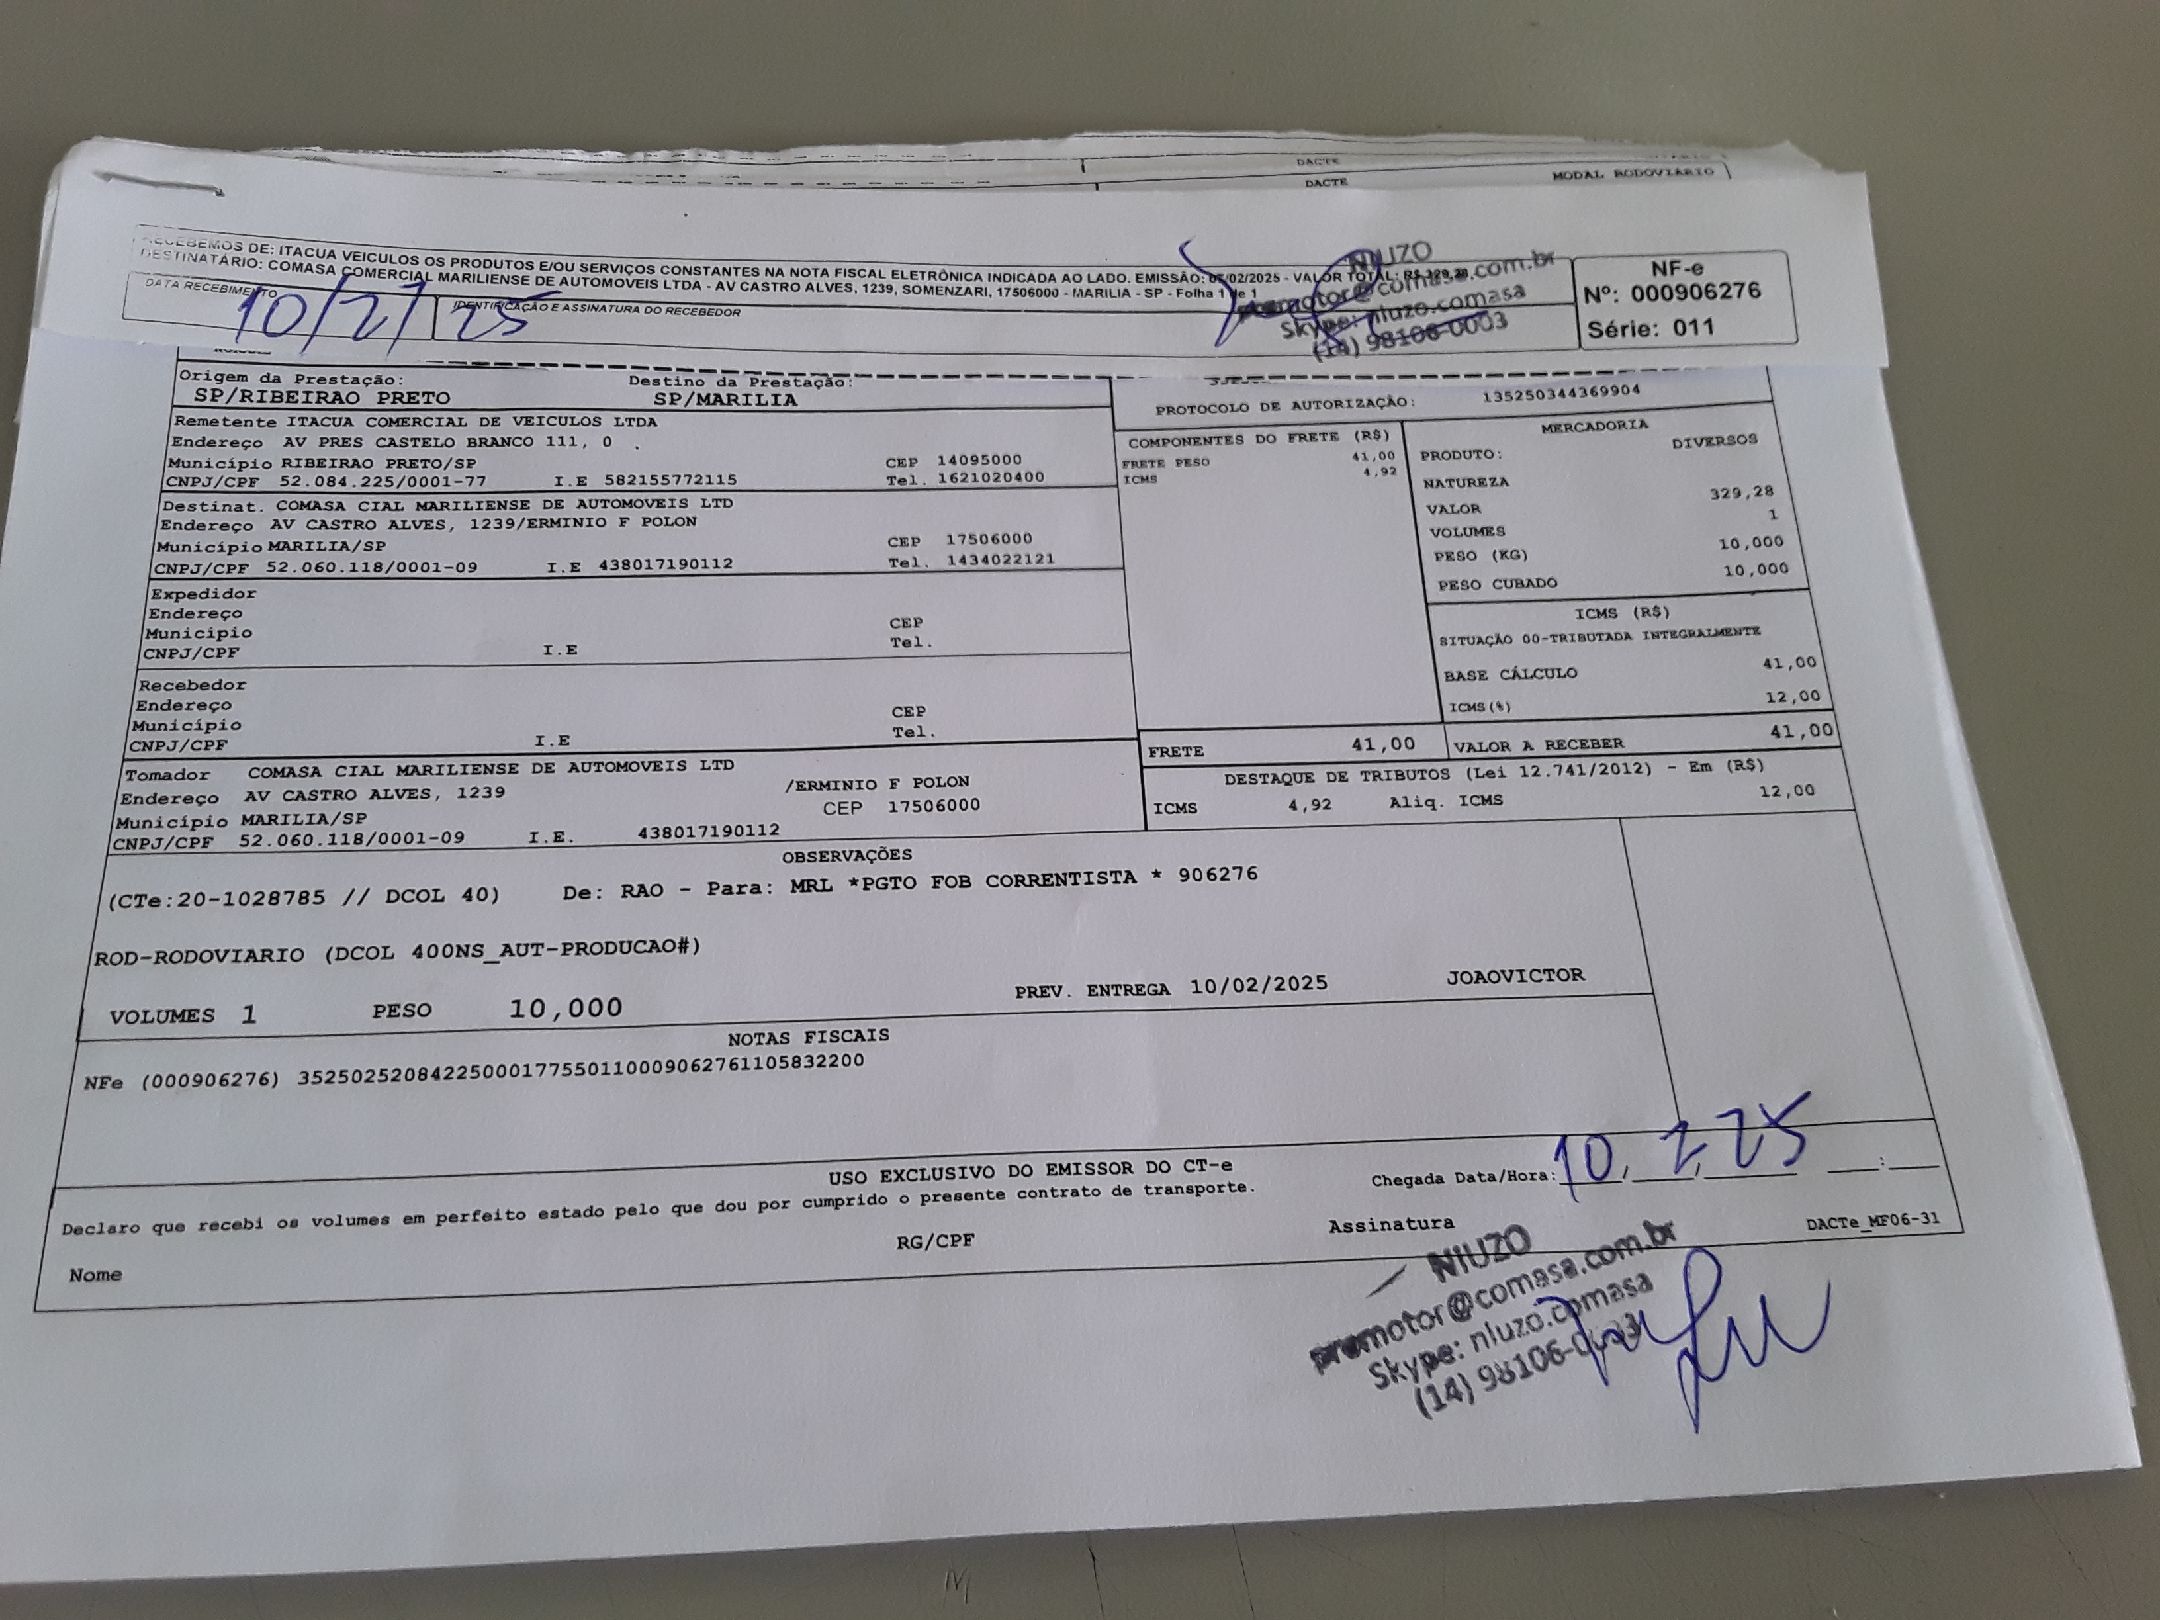 DACTE
DACTE MODAL RODOVIÁRIO
RECEBEMOS DE: ITACUA VEICULOS OS PRODUTOS E/OU SERVIÇOS CONSTANTES NA NOTA FISCAL ELETRÔNICA INDICADA AO LADO. EMISSÃO: 02/2025 - VALOR TOTAL: R$ 329,28
DESTINATÁRIO: COMASA COMERCIAL MARILIENSE DE AUTOMOVEIS LTDA - AV CASTRO ALVES, 1239, SOMENZARI, 17506000 - MARILIA - SP - Folha 1 de 1
DATA RECEBIMENTO
10/2/25
IDENTIFICAÇÃO E ASSINATURA DO RECEBEDOR
NIUZO
promotor@comasa.com.br
Skype: niuzo.comasa
(14) 98106-0003
NF-e
Nº: 000906276
Série: 011
Origem da Prestação: Destino da Prestação:
SP/RIBEIRAO PRETO SP/MARILIA
PROTOCOLO DE AUTORIZAÇÃO: 135250344369904
Remetente ITACUA COMERCIAL DE VEICULOS LTDA
Endereço AV PRES CASTELO BRANCO 111, 0
Município RIBEIRAO PRETO/SP CEP 14095000
CNPJ/CPF 52.084.225/0001-77 I.E 582155772115 Tel. 1621020400
Destinat. COMASA CIAL MARILIENSE DE AUTOMOVEIS LTD
Endereço AV CASTRO ALVES, 1239/ERMINIO F POLON
Município MARILIA/SP CEP 17506000
CNPJ/CPF 52.060.118/0001-09 I.E 438017190112 Tel. 1434022121
Expedidor
Endereço
Município CEP
CNPJ/CPF I.E Tel.
Recebedor
Endereço
Município CEP
CNPJ/CPF I.E Tel.
Tomador COMASA CIAL MARILIENSE DE AUTOMOVEIS LTD
Endereço AV CASTRO ALVES, 1239 /ERMINIO F POLON
Município MARILIA/SP CEP 17506000
CNPJ/CPF 52.060.118/0001-09 I.E. 438017190112
COMPONENTES DO FRETE (R$)
FRETE PESO 41,00
ICMS 4,92
MERCADORIA
PRODUTO: DIVERSOS
NATUREZA
VALOR 329,28
VOLUMES 1
PESO (KG) 10,000
PESO CUBADO 10,000
ICMS (R$)
SITUAÇÃO 00-TRIBUTADA INTEGRALMENTE
BASE CÁLCULO 41,00
ICMS(%) 12,00
FRETE 41,00 VALOR A RECEBER 41,00
DESTAQUE DE TRIBUTOS (Lei 12.741/2012) - Em (R$)
ICMS 4,92 Aliq. ICMS 12,00
OBSERVAÇÕES
(CTe:20-1028785 // DCOL 40) De: RAO - Para: MRL *PGTO FOB CORRENTISTA * 906276
ROD-RODOVIARIO (DCOL 400NS_AUT-PRODUCAO#)
VOLUMES 1 PESO 10,000 PREV. ENTREGA 10/02/2025 JOAOVICTOR
NOTAS FISCAIS
NFe (000906276) 35250252084225000177550110009062761105832200
USO EXCLUSIVO DO EMISSOR DO CT-e
Declaro que recebi os volumes em perfeito estado pelo que dou por cumprido o presente contrato de transporte.
Chegada Data/Hora: 10, 2, 25 :
Nome RG/CPF Assinatura DACTe_MF06-31
NIUZO
promotor@comasa.com.br
Skype: niuzo.comasa
(14) 98106-0003